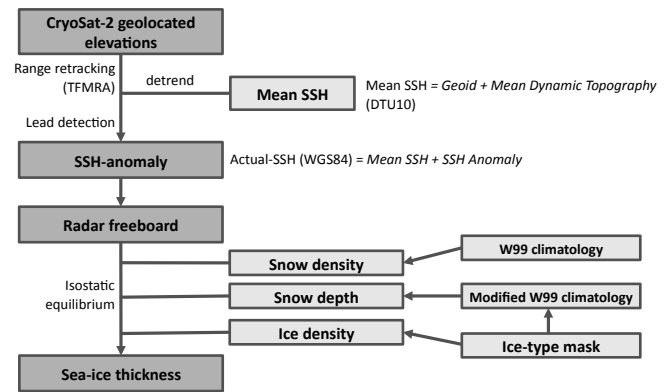 CryoSat-2 geolocated
elevations
Range retracking
(TFMRA)
detrend
Mean SSH
Mean SSH = Geoid + Mean Dynamic Topography
(DTU10)
Lead detection
SSH-anomaly
Actual-SSH (WGS84) = Mean SSH + SSH Anomaly
Radar freeboard
W99 climatology
Snow density
Isostatic
equilibrium
Snow depth
Modified W99 climatology
Ice density
Ice-type mask
Sea-ice thickness